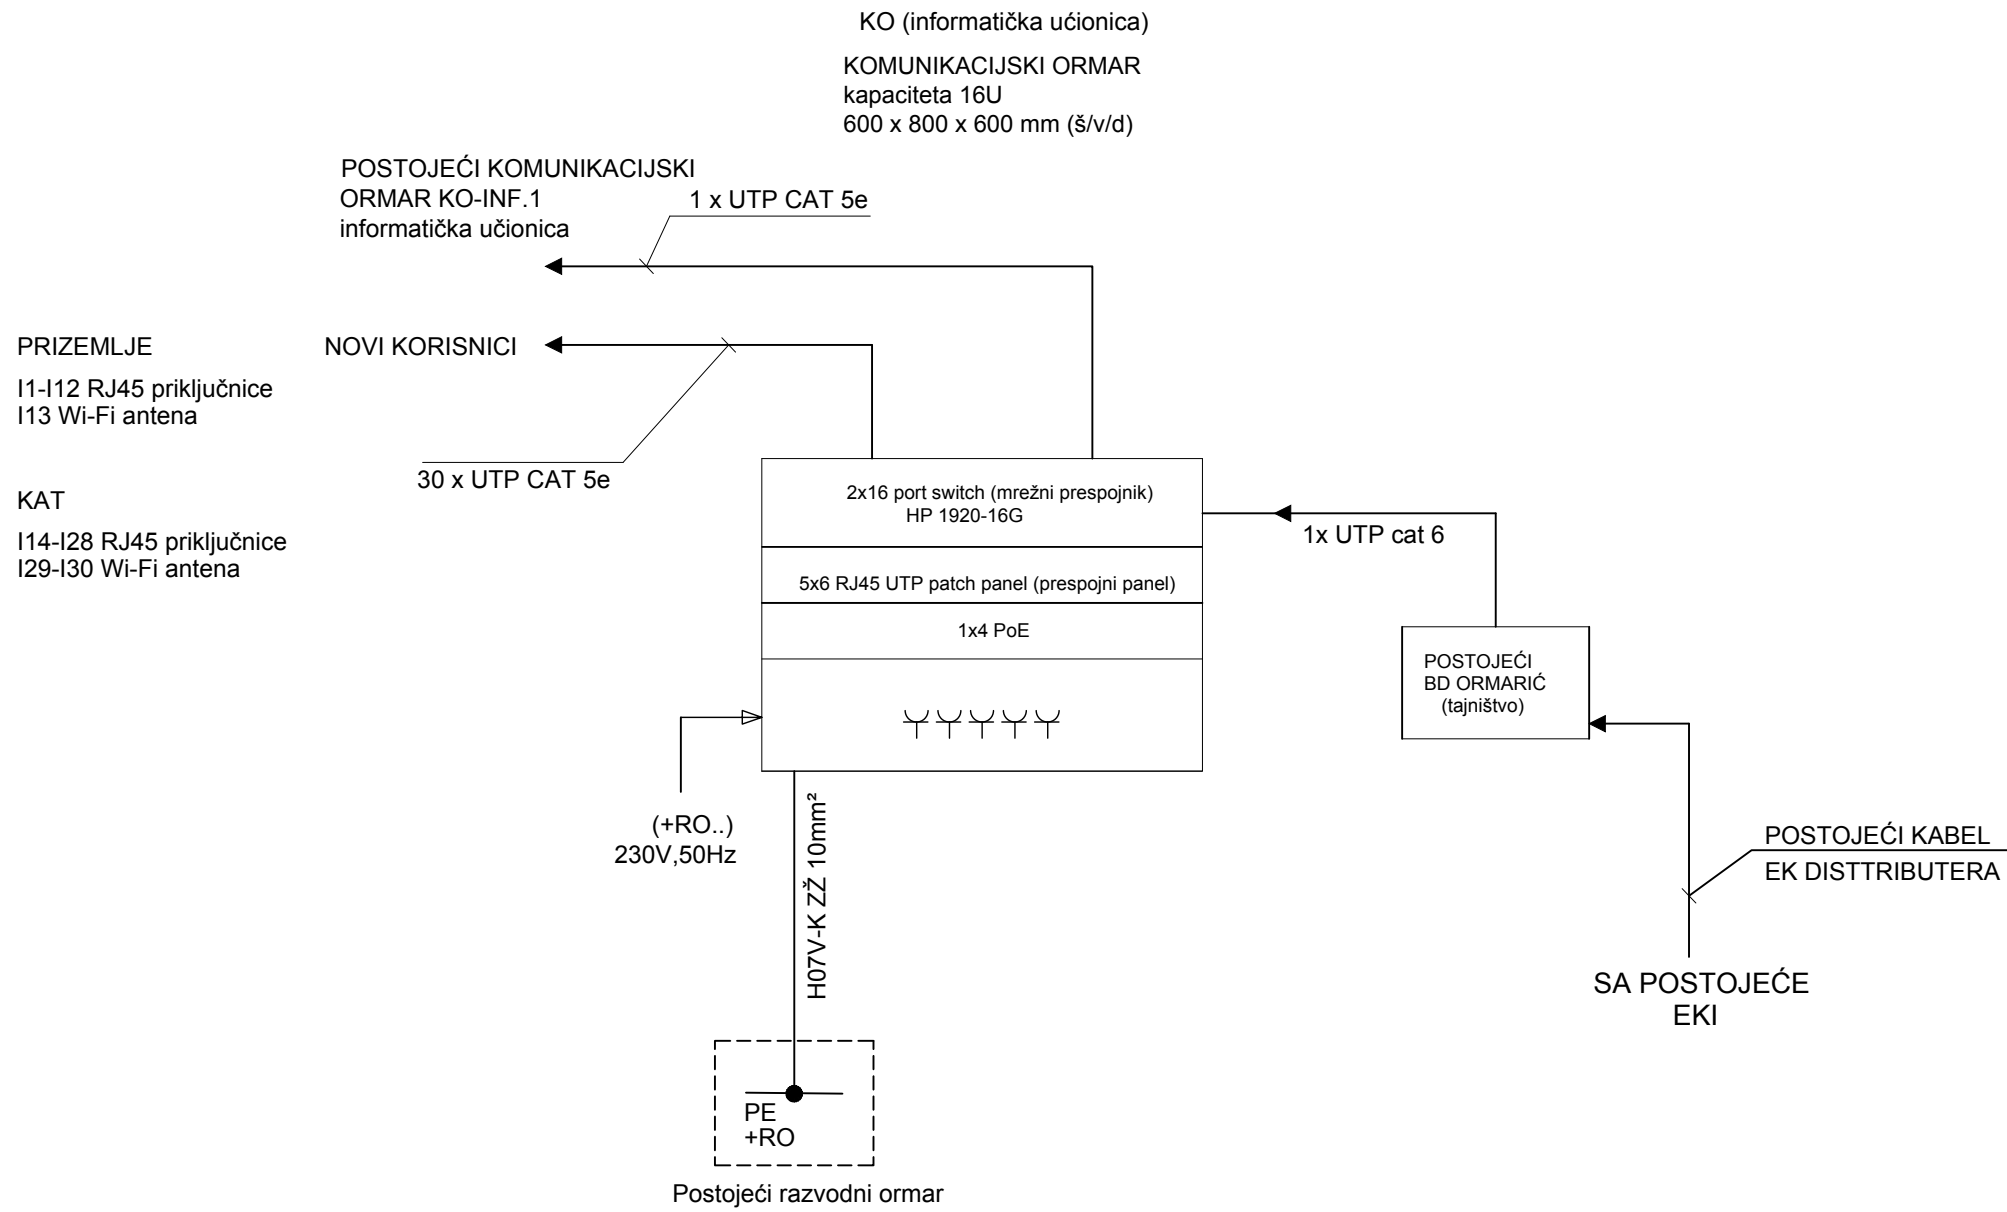 KO (informatička ućionica)
KOMUNIKACIJSKI ORMAR
kapaciteta 16U
600 x 800 x 600 mm (š/v/d)
POSTOJEĆI KOMUNIKACIJSKI
ORMAR KO-INF.1
informatička učionica
1 x UTP CAT 5e
PRIZEMLJE
I1-I12 RJ45 priključnice
I13 Wi-Fi antena
NOVI KORISNICI
30 x UTP CAT 5e
KAT
I14-I28 RJ45 priključnice
I29-I30 Wi-Fi antena
2x16 port switch (mrežni prespojnik)
HP 1920-16G
5x6 RJ45 UTP patch panel (prespojni panel)
1x4 PoE
1x UTP cat 6
POSTOJEĆI
BD ORMARIĆ
(tajništvo)
(+RO..)
230V,50Hz
H07V-K ZŽ 10mm²
POSTOJEĆI KABEL
EK DISTTRIBUTERA
SA POSTOJEĆE
EKI
PE
+RO
Postojeći razvodni ormar